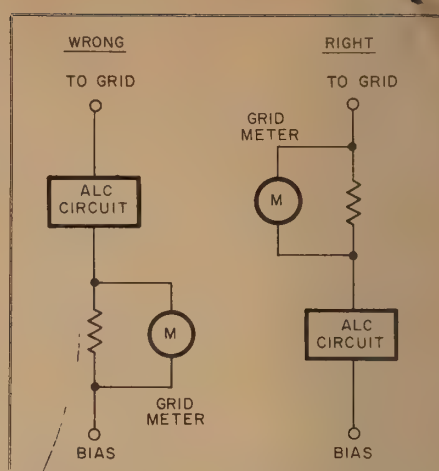 WRONG
TO GRID
ALC
CIRCUIT
M
GRID
METER
BIAS
RIGHT
TO GRID
GRID
METER
M
ALC
CIRCUIT
BIAS